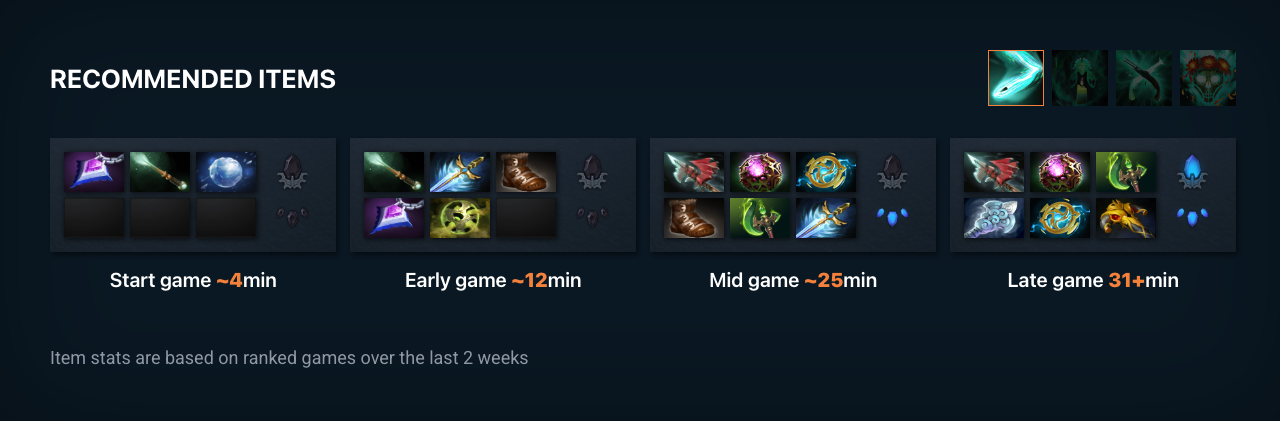 RECOMMENDED ITEMS
Start game ~4min
Early game ~12min
Mid game ~25min
Late game 31+min
Item stats are based on ranked games over the last 2 weeks